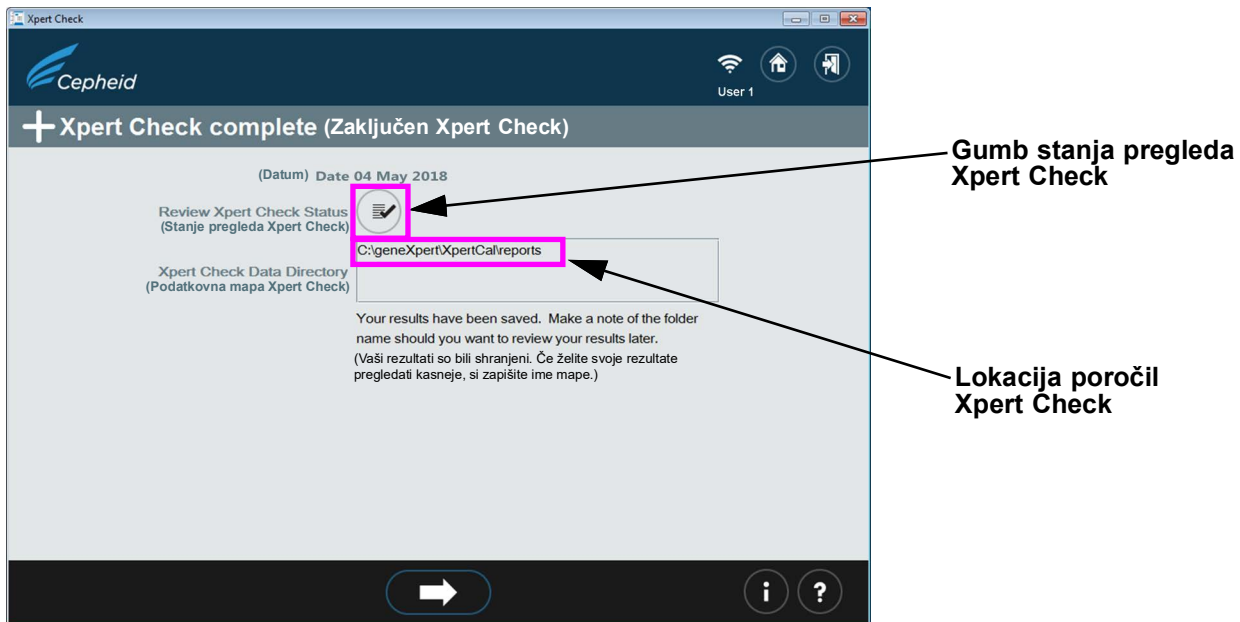 Xpert Check
Cepheid
User 1
Xpert Check complete (Zaključen Xpert Check)
(Datum) Date 04 May 2018
Review Xpert Check Status
(Stanje pregleda Xpert Check)
C:\geneXpert\XpertCal\reports
Xpert Check Data Directory
(Podatkovna mapa Xpert Check)
Your results have been saved. Make a note of the folder
name should you want to review your results later.
(Vaši rezultati so bili shranjeni. Če želite svoje rezultate
pregledati kasneje, si zapišite ime mape.)
i ?
Gumb stanja pregleda
Xpert Check
Lokacija poročil
Xpert Check